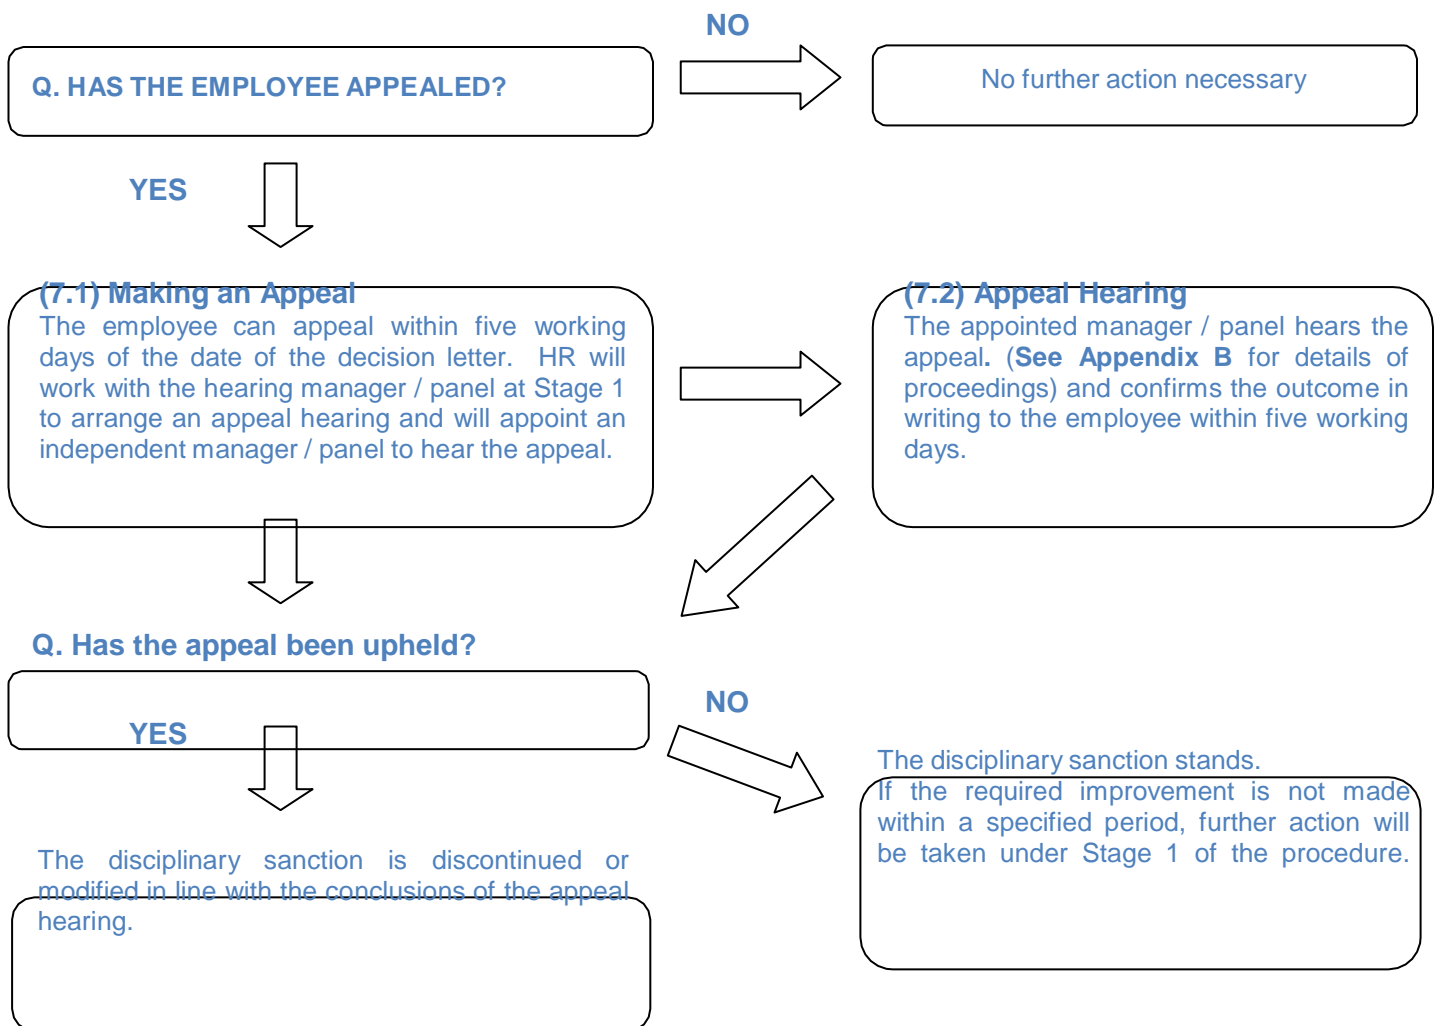 NO
Q. HAS THE EMPLOYEE APPEALED?
No further action necessary
YES
(7.1) Making an Appeal
The employee can appeal within five working
days of the date of the decision letter. HR will
work with the hearing manager / panel at Stage 1
to arrange an appeal hearing and will appoint an
independent manager / panel to hear the appeal.
(7.2) Appeal Hearing
The appointed manager / panel hears the
appeal. (See Appendix B for details of
proceedings) and confirms the outcome in
writing to the employee within five working
days.
Q. Has the appeal been upheld?
NO
YES
The disciplinary sanction stands.
If the required improvement is not made
within a specified period, further action will
be taken under Stage 1 of the procedure.
The disciplinary sanction is discontinued or
modified in line with the conclusions of the appeal
hearing.